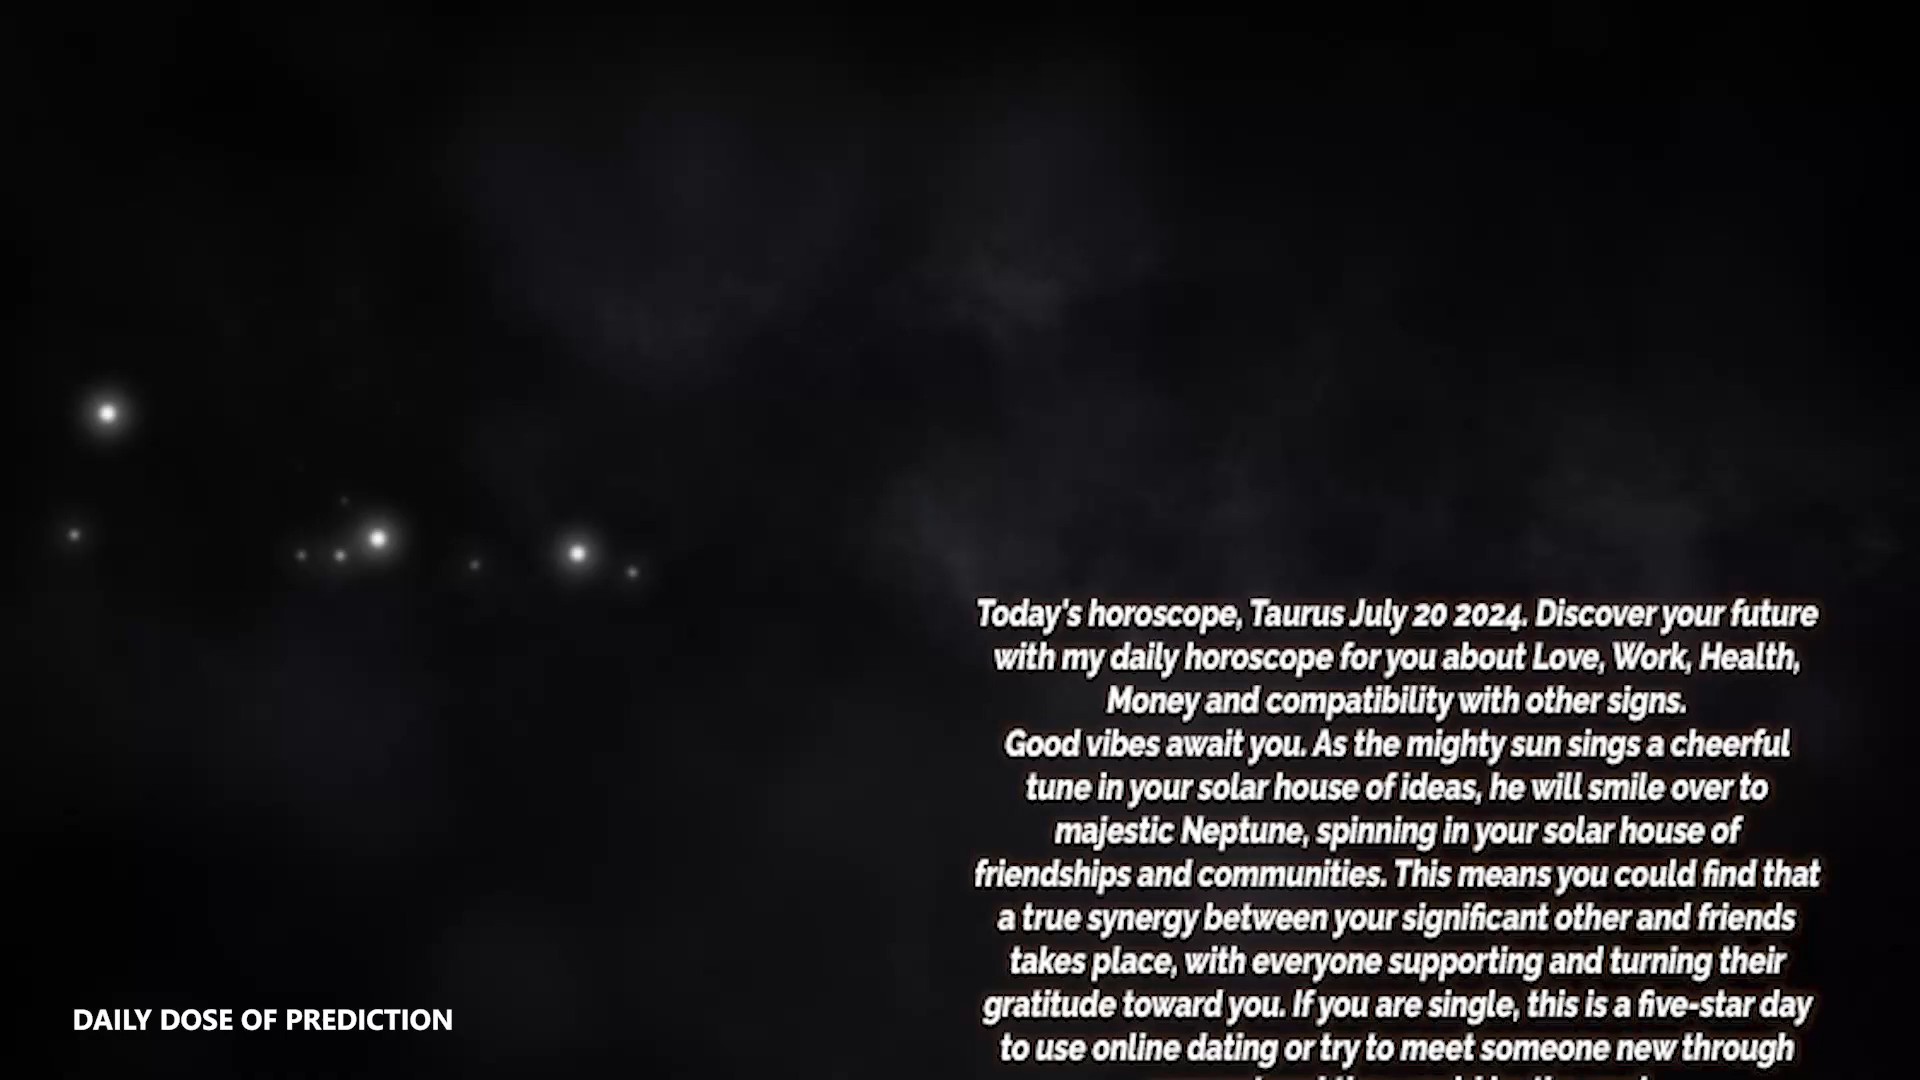 Today's horoscope, Taurus July 20 2024. Discover your future
with my daily horoscope for you about Love, Work, Health,
Money and compatibility with other signs.
Good vibes await you. As the mighty sun sings a cheerful
tune in your solar house of ideas, he will smile over to
majestic Neptune, spinning in your solar house of
friendships and communities. This means you could find that
a true synergy between your significant other and friends
takes place, with everyone supporting and turning their
gratitude toward you. If you are single, this is a five-star day
to use online dating or try to meet someone new through
DAILY DOSE OF PREDICTION